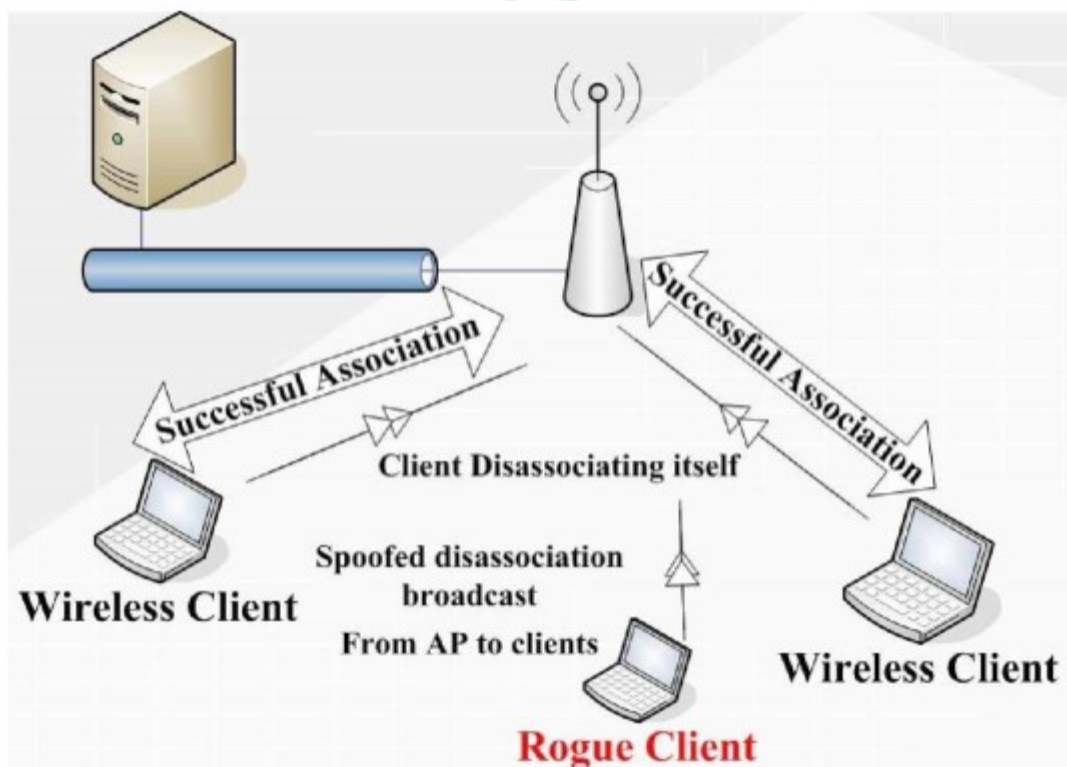 Successful Association
Successful Association
Client Disassociating itself
Spoofed disassociation
broadcast
From AP to clients
Wireless Client
Wireless Client
Rogue Client